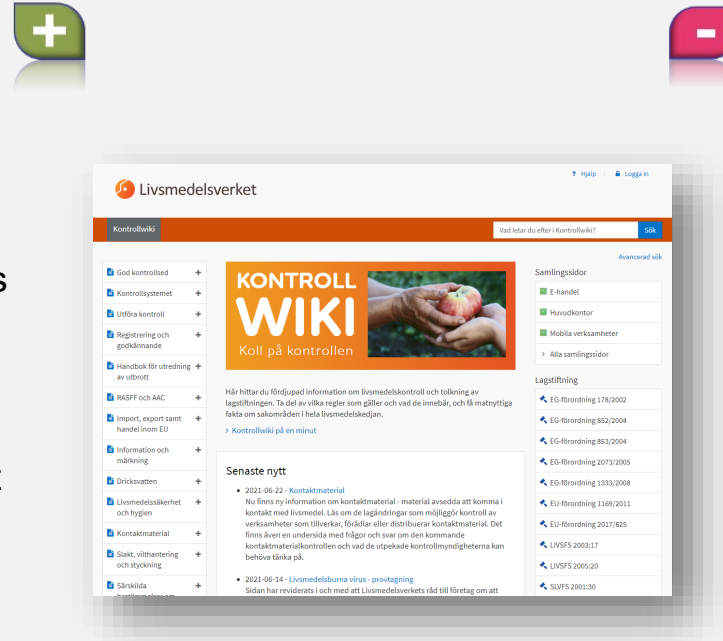 +
-
s
t
Livsmedelsverket
? Hjälp
Logga in
Kontrollwiki
Vad letar du efter i Kontrollwiki?
Sök
Avancerad sök
God kontrollsed +
Kontrollsystemet +
Utföra kontroll +
Registrering och +
godkännande
Handbok för utredning +
av utbrott
RASFF och AAC +
Import, export samt +
handel inom EU
Information och +
märkning
Dricksvatten +
Livsmedelssäkerhet +
och hygien
Kontaktmaterial +
Slakt, vilthantering +
och styckning
Särskilda +
KONTROLL
WIKI
Koll på kontrollen
Här hittar du fördjupad information om livsmedelskontroll och tolkning av
lagstiftningen. Ta del av vilka regler som gäller och vad de innebär, och få matnyttiga
fakta om sakområden i hela livsmedelskedjan.
> Kontrollwiki på en minut
Senaste nytt
• 2021-06-22 - Kontaktmaterial
Nu finns ny information om kontaktmaterial - material avsedda att komma i
kontakt med livsmedel. Läs om de lagändringar som möjliggör kontroll av
verksamheter som tillverkar, förädlar eller distribuerar kontaktmaterial. Det
finns även en undersida med frågor och svar om den kommande
kontaktmaterialkontrollen och vad de utpekade kontrollmyndigheterna kan
behöva tänka på.
• 2021-06-14 - Livsmedelsburna virus - provtagning
Sidan har reviderats i och med att Livsmedelsverkets råd till företag om att
Samlingssidor
E-handel
Huvudkontor
Mobila verksamheter
> Alla samlingssidor
Lagstiftning
EG-förordning 178/2002
EG-förordning 852/2004
EG-förordning 853/2004
EG-förordning 2073/2005
EG-förordning 1333/2008
EU-förordning 1169/2011
EU-förordning 2017/625
LIVSFS 2003:17
LIVSFS 2005:20
SLVFS 2001:30